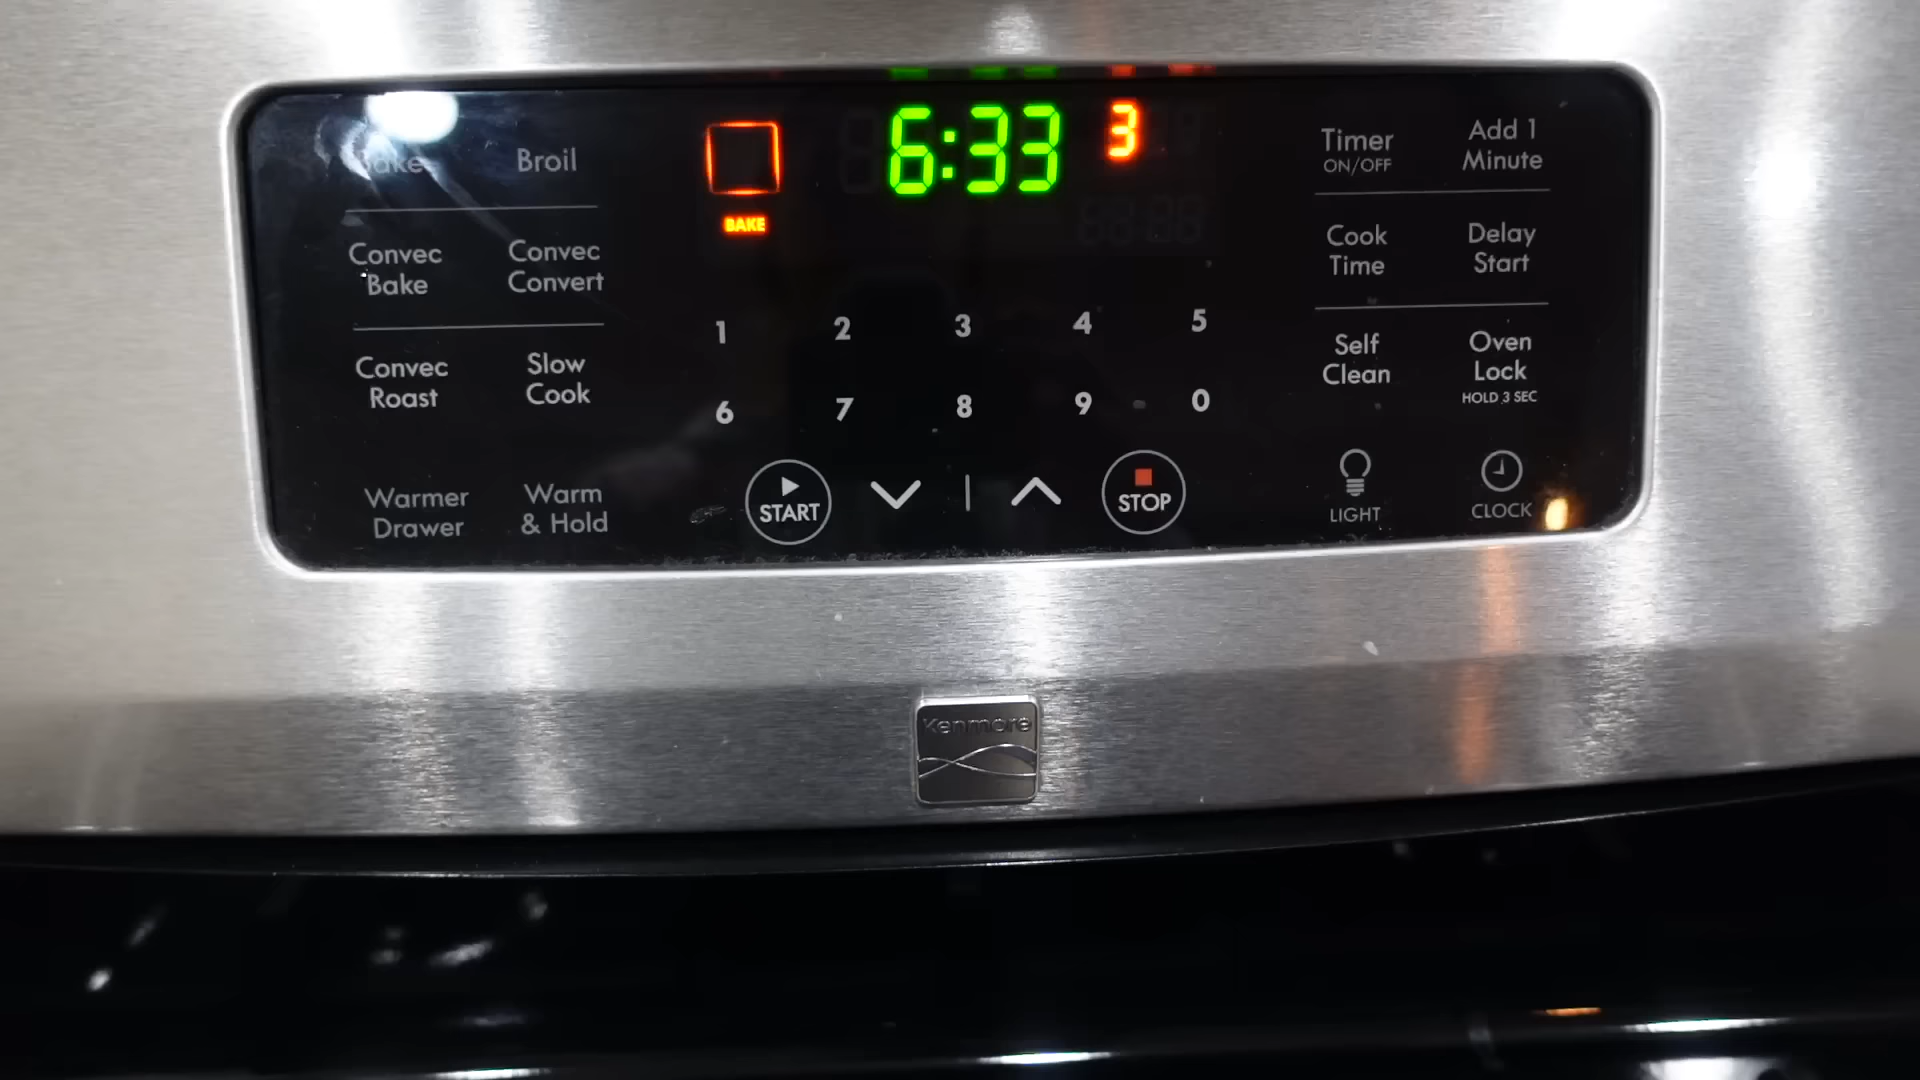 6:33 3
BAKE
Bake Broil
Convec Bake
Convec Convert
Convec Roast
Slow Cook
Warmer Drawer
Warm & Hold
1 2 3 4 5
6 7 8 9 0
START
STOP
Timer
ON/OFF
Add 1
Minute
Cook
Time
Delay
Start
Self
Clean
Oven
Lock
HOLD 3 SEC
LIGHT
CLOCK
Kenmore